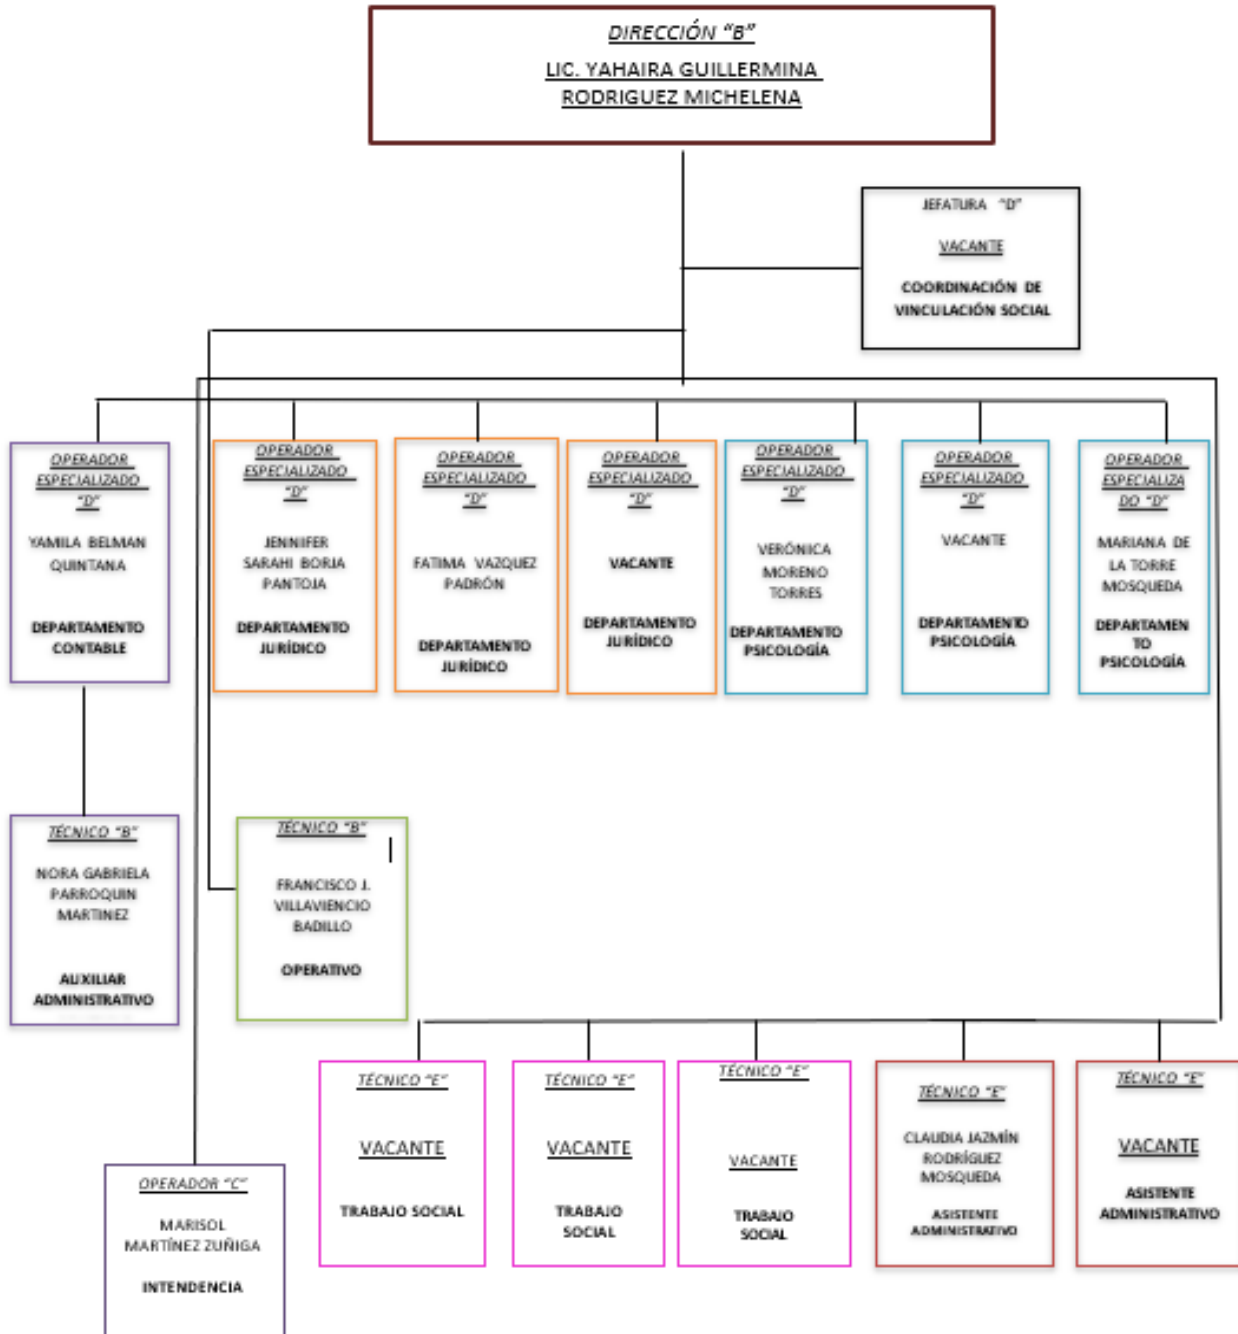 DIRECCIÓN "B"
LIC. YAHAIRA GUILLERMINA
RODRIGUEZ MICHELENA
JEFATURA "D"
VACANTE
COORDINACIÓN DE
VINCULACIÓN SOCIAL
OPERADOR
ESPECIALIZADO
"D"
YAMILA BELMAN
QUINTANA
DEPARTAMENTO
CONTABLE
OPERADOR
ESPECIALIZADO
"D"
JENNIFER
SARAHI BORJA
PANTOJA
DEPARTAMENTO
JURÍDICO
OPERADOR
ESPECIALIZADO
"D"
FATIMA VAZQUEZ
PADRÓN
DEPARTAMENTO
JURÍDICO
OPERADOR
ESPECIALIZADO
"D"
VACANTE
DEPARTAMENTO
JURÍDICO
OPERADOR
ESPECIALIZADO
"D"
VERÓNICA
MORENO
TORRES
DEPARTAMENTO
PSICOLOGÍA
OPERADOR
ESPECIALIZADO
"D"
VACANTE
DEPARTAMENTO
PSICOLOGÍA
OPERADOR
ESPECIALIZA
DO "D"
MARIANA DE
LA TORRE
MOSQUEDA
DEPARTAMEN
TO
PSICOLOGÍA
TÉCNICO "B"
NORA GABRIELA
PARROQUIN
MARTINEZ
AUXILIAR
ADMINISTRATIVO
TÉCNICO "B"
FRANCISCO J.
VILLAVIENCIO
BADILLO
OPERATIVO
TÉCNICO "E"
VACANTE
TRABAJO SOCIAL
TÉCNICO "E"
VACANTE
TRABAJO
SOCIAL
TÉCNICO "E"
VACANTE
TRABAJO
SOCIAL
TÉCNICO "E"
CLAUDIA JAZMÍN
RODRÍGUEZ
MOSQUEDA
ASISTENTE
ADMINISTRATIVO
TÉCNICO "E"
VACANTE
ASISTENTE
ADMINISTRATIVO
OPERADOR "C"
MARISOL
MARTÍNEZ ZUÑIGA
INTENDENCIA